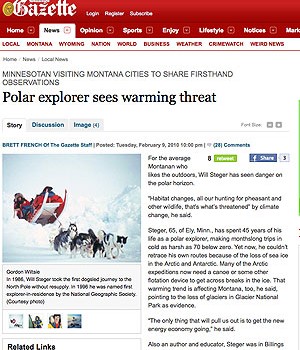 Gazette
Login Register Connect
Home News Opinion Sports Enjoy Obituaries Records Magazines
LOCAL MONTANA WYOMING NATION WORLD BUSINESS WEATHER CRIMEWATCH WEIRD NEWS
Home / News / Local News
MINNESOTAN VISITING MONTANA CITIES TO SHARE FIRSTHAND
OBSERVATIONS
Polar explorer sees warming threat
Story Discussion Image (4) Font Size:
BRETT FRENCH Of The Gazette Staff | Posted: Tuesday, February 9, 2010 10:00 pm | (28) Comments
For the average
Montanan who
likes the outdoors, Will Steger has seen danger on
the polar horizon.
8 retweet 3
"Habitat changes, all our hunting for pheasant and
other wildlife, that's what's threatened" by climate
change, he said.
Steger, 65, of Ely, Minn., has spent 45 years of his
life as a polar explorer, making monthslong trips in
cold as harsh as 70 below zero. Yet now, he couldn't
retrace his own routes because of the loss of sea ice
in the Arctic and Antarctic. Many of the Arctic
expeditions now need a canoe or some other
flotation device to get across breaks in the ice. That
warming trend is affecting Montana, too, he said,
pointing to the loss of glaciers in Glacier National
Park as evidence.
"The only thing that will pull us out is to get the new
energy economy going," he said.
Also an author and educator, Steger was in Billings
Gordon Wiltsie
In 1986, Will Steger took the first dogsled journey to the
North Pole without resupply. In 1996 he was named first
explorer-in-residence by the National Geographic Society.
(Courtesy photo)
Related Links